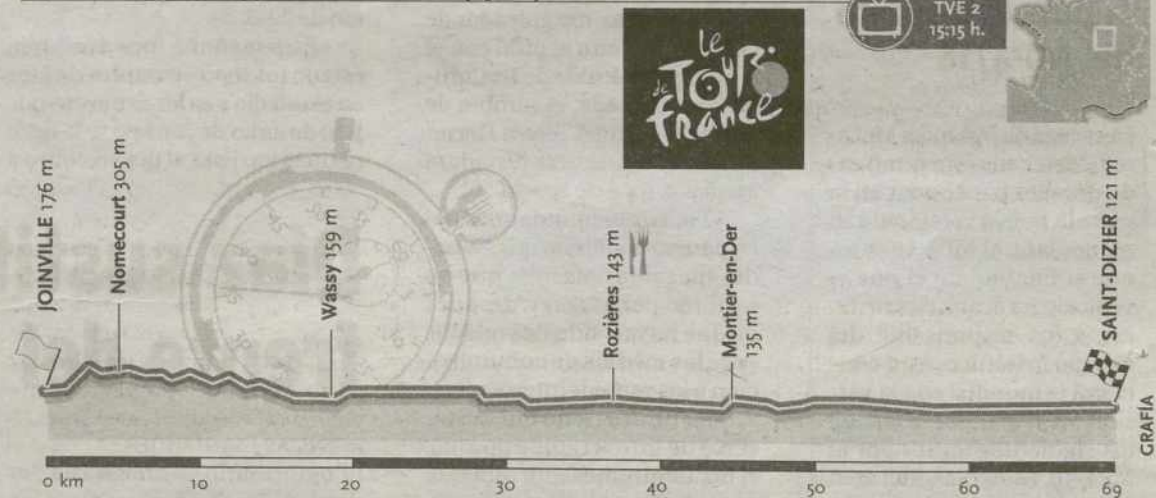 TVE 2
15:15 h.
le
TOUR
de
france
JOINVILLE 176 m
Nomecourt 305 m
Wassy 159 m
Rozières 143 m
Montier-en-Der
135 m
SAINT-DIZIER 121 m
GRAFÍA
0 km
10
20
30
40
50
60
69